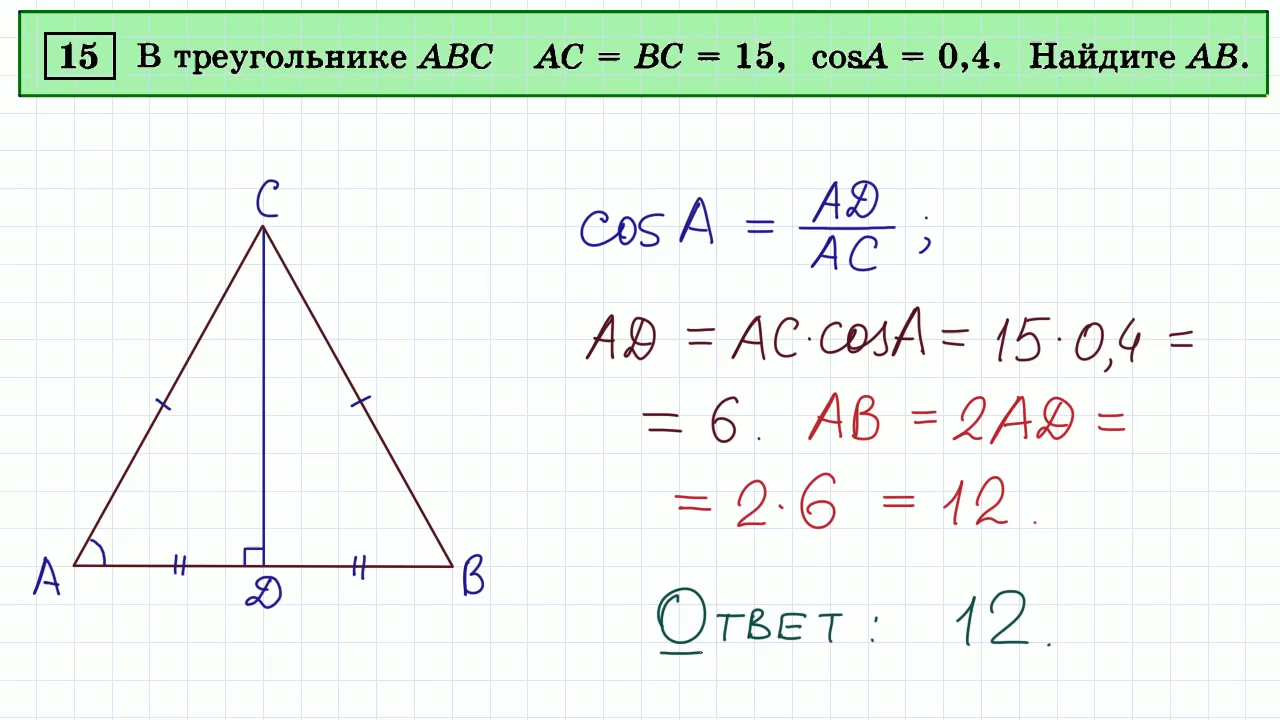 15 В треугольнике ABC AC = BC = 15, cosA = 0,4. Найдите AB.
C
A
D
B
cos A = AD/AC ;
AD = AC·cosA = 15·0,4 =
= 6. AB = 2AD =
= 2·6 = 12.
Ответ: 12.